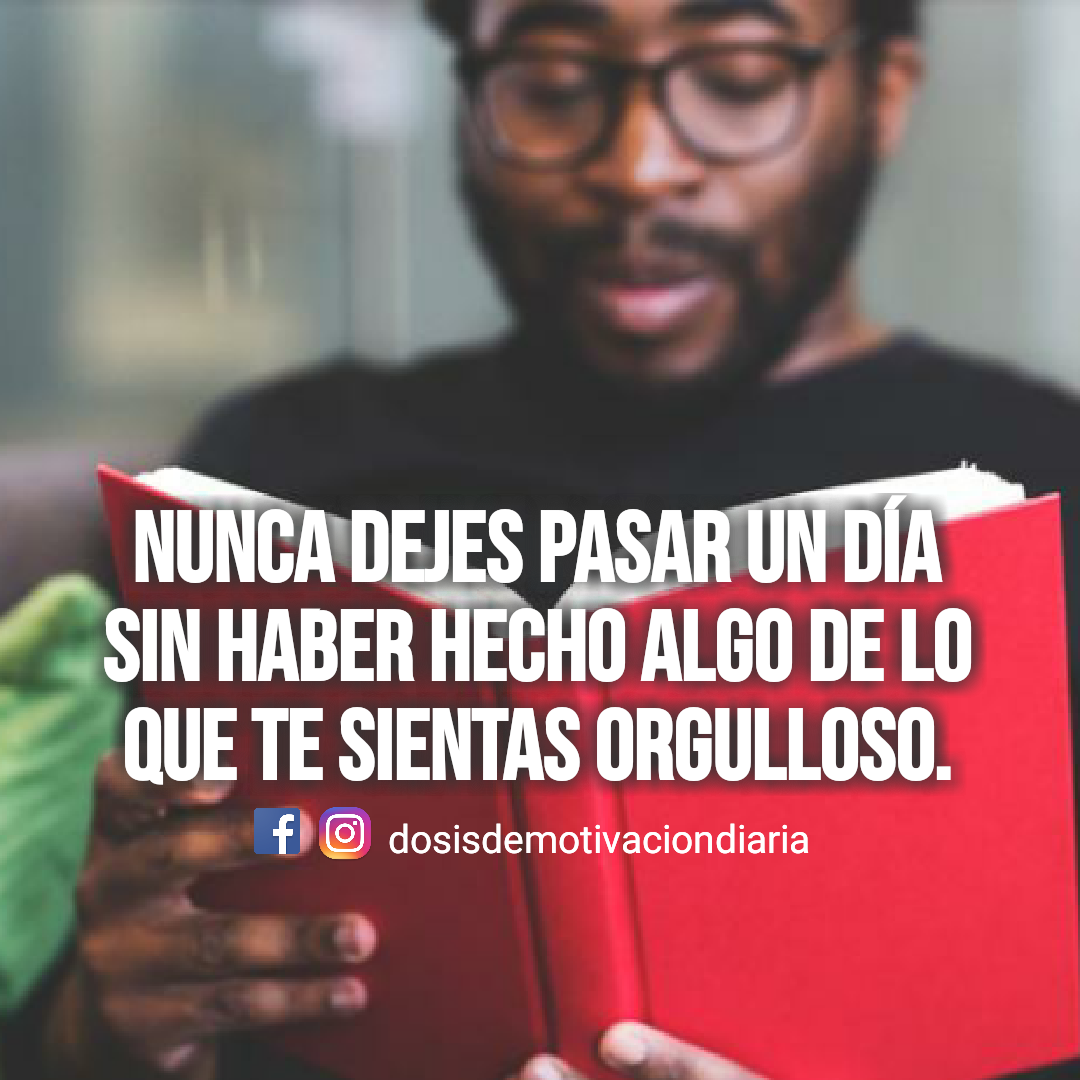 NUNCA DEJES PASAR UN DÍA
SIN HABER HECHO ALGO DE LO
QUE TE SIENTAS ORGULLOSO.
dosisdemotivaciondiaria